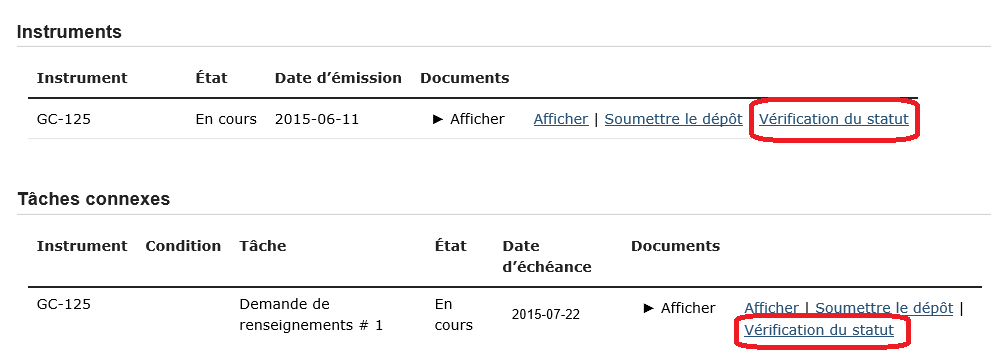 Instruments
Instrument État Date d’émission Documents
GC-125 En cours 2015-06-11 ► Afficher Afficher | Soumettre le dépôt Vérification du statut
Tâches connexes
Instrument Condition Tâche État Date d’échéance Documents
GC-125 Demande de renseignements # 1 En cours 2015-07-22 ► Afficher Afficher | Soumettre le dépôt |
Vérification du statut